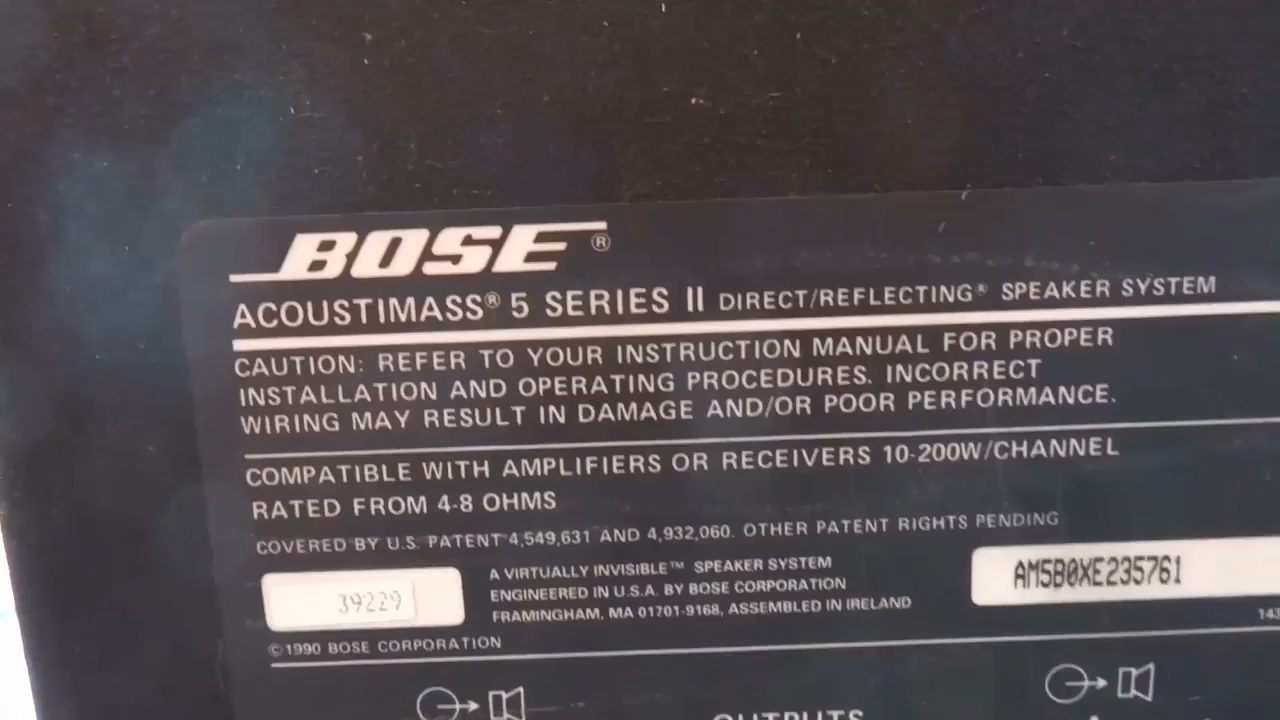 BOSE®
ACOUSTIMASS® 5 SERIES II DIRECT/REFLECTING® SPEAKER SYSTEM
CAUTION: REFER TO YOUR INSTRUCTION MANUAL FOR PROPER
INSTALLATION AND OPERATING PROCEDURES. INCORRECT
WIRING MAY RESULT IN DAMAGE AND/OR POOR PERFORMANCE.
COMPATIBLE WITH AMPLIFIERS OR RECEIVERS 10-200W/CHANNEL
RATED FROM 4-8 OHMS
COVERED BY U.S. PATENT 4,549,631 AND 4,932,060. OTHER PATENT RIGHTS PENDING
39229
A VIRTUALLY INVISIBLE™ SPEAKER SYSTEM
ENGINEERED IN U.S.A. BY BOSE CORPORATION
FRAMINGHAM, MA 01701-9168, ASSEMBLED IN IRELAND
AM5B0XE235761
©1990 BOSE CORPORATION
OUTPUTS